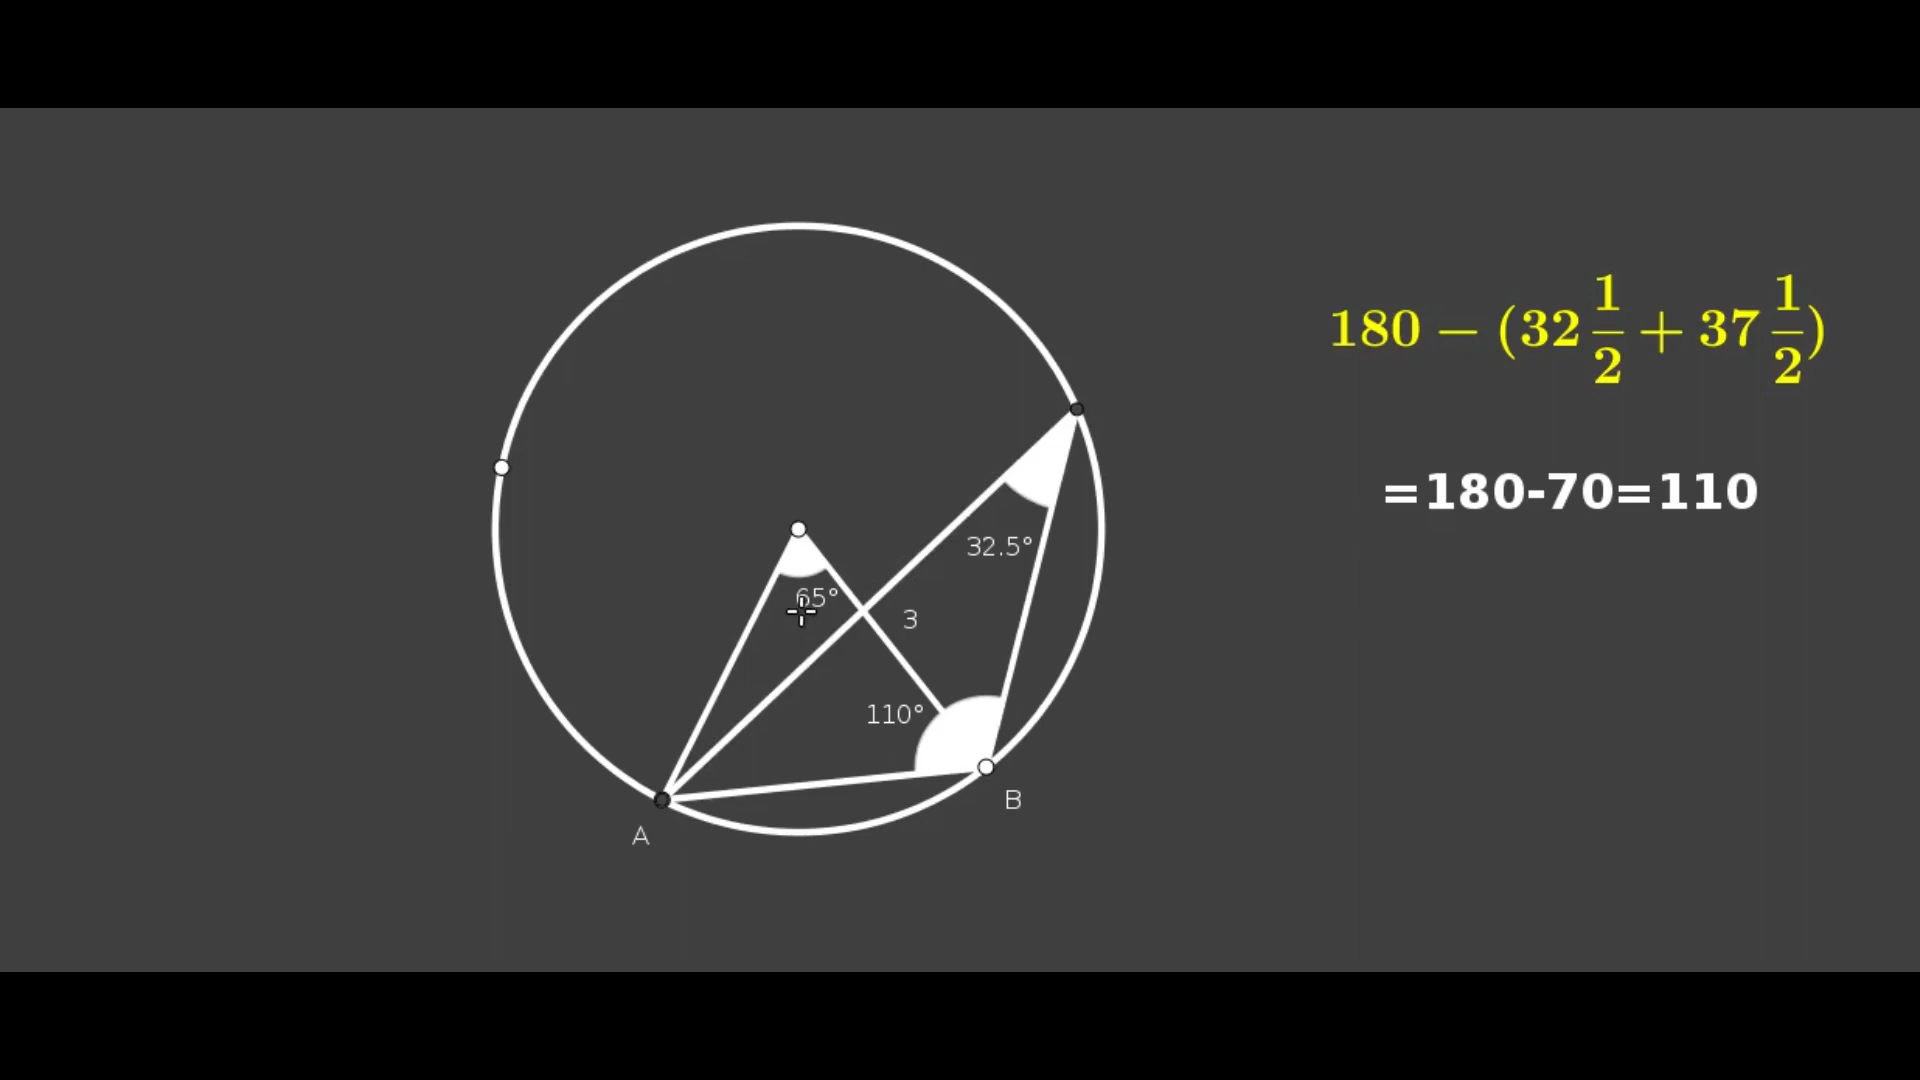 180 − (32 1/2 + 37 1/2)
=180-70=110
32.5°
65°
3
110°
B
A